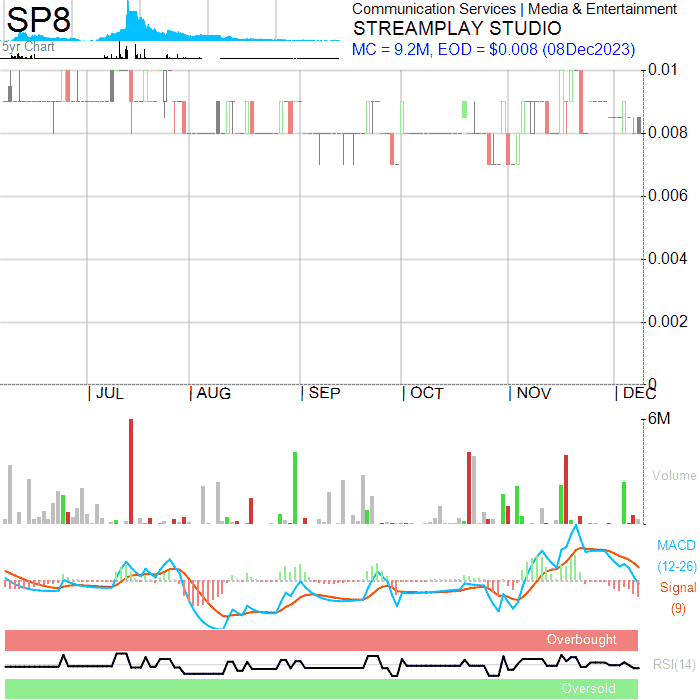 SP8
5yr Chart
Communication Services | Media & Entertainment
STREAMPLAY STUDIO
MC = 9.2M, EOD = $0.008 (08Dec2023)
0.01
0.008
0.006
0.004
0.002
0
| JUL | AUG | SEP | OCT | NOV | DEC
6M
Volume
MACD
(12-26)
Signal
(9)
Overbought
RSI(14)
Oversold